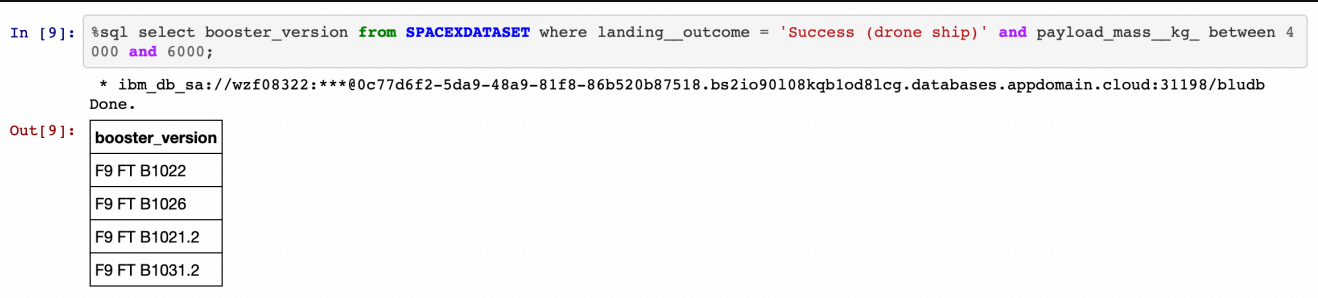 In [9]: %sql select booster_version from SPACEXDATASET where landing__outcome = 'Success (drone ship)' and payload_mass__kg_ between 4
000 and 6000;
* ibm_db_sa://wzf08322:***@0c77d6f2-5da9-48a9-81f8-86b520b87518.bs2io90l08kqb1od8lcg.databases.appdomain.cloud:31198/bludb
Done.
Out[9]: booster_version
F9 FT B1022
F9 FT B1026
F9 FT B1021.2
F9 FT B1031.2